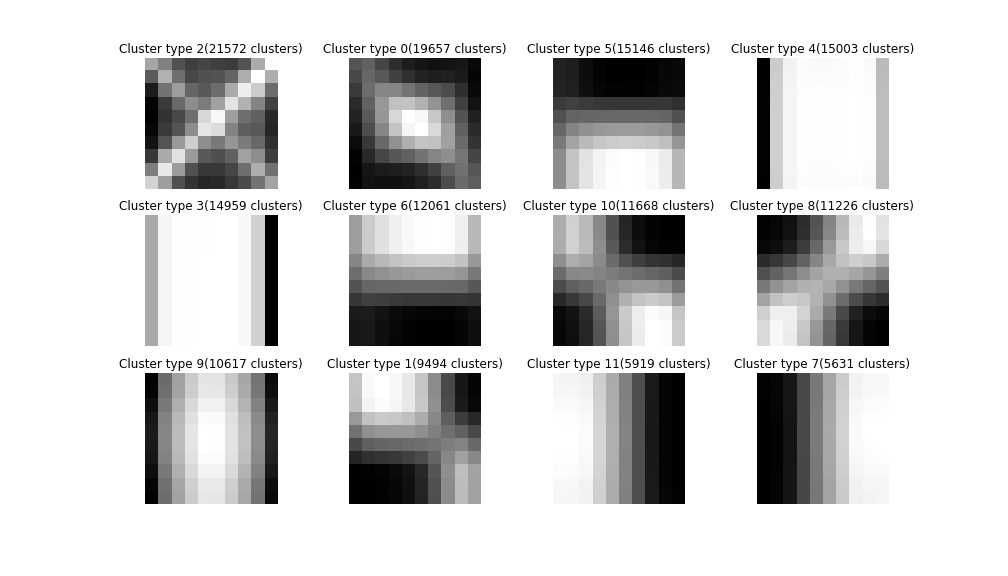 Cluster type 2(21572 clusters)
Cluster type 0(19657 clusters)
Cluster type 5(15146 clusters)
Cluster type 4(15003 clusters)
Cluster type 3(14959 clusters)
Cluster type 6(12061 clusters)
Cluster type 10(11668 clusters)
Cluster type 8(11226 clusters)
Cluster type 9(10617 clusters)
Cluster type 1(9494 clusters)
Cluster type 11(5919 clusters)
Cluster type 7(5631 clusters)